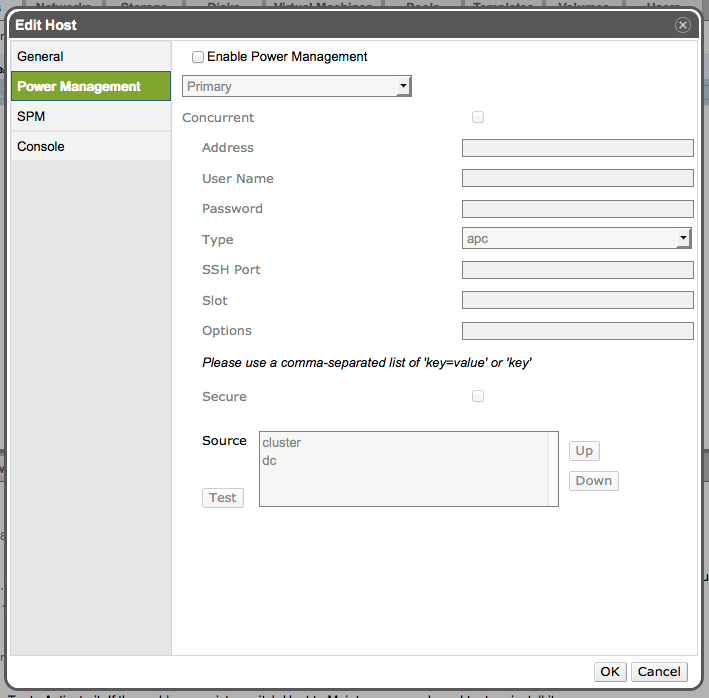 Edit Host
General
Enable Power Management
Power Management
Primary
SPM
Concurrent
Console
Address
User Name
Password
Type
apc
SSH Port
Slot
Options
Please use a comma-separated list of 'key=value' or 'key'
Secure
Source
cluster
dc
Up
Down
Test
OK
Cancel